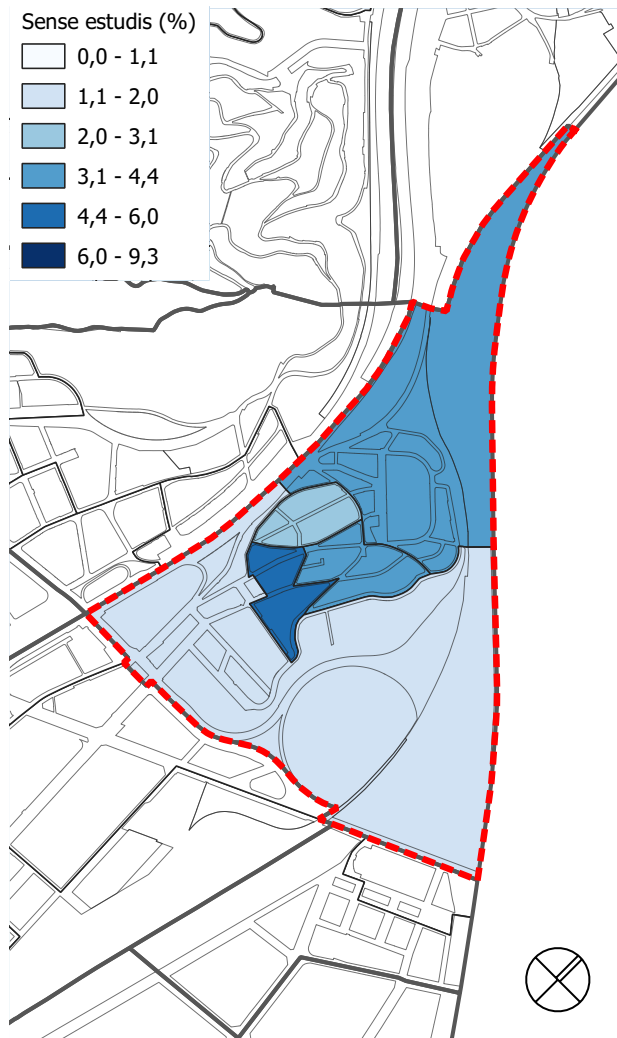 Sense estudis (%)
0,0 - 1,1
1,1 - 2,0
2,0 - 3,1
3,1 - 4,4
4,4 - 6,0
6,0 - 9,3